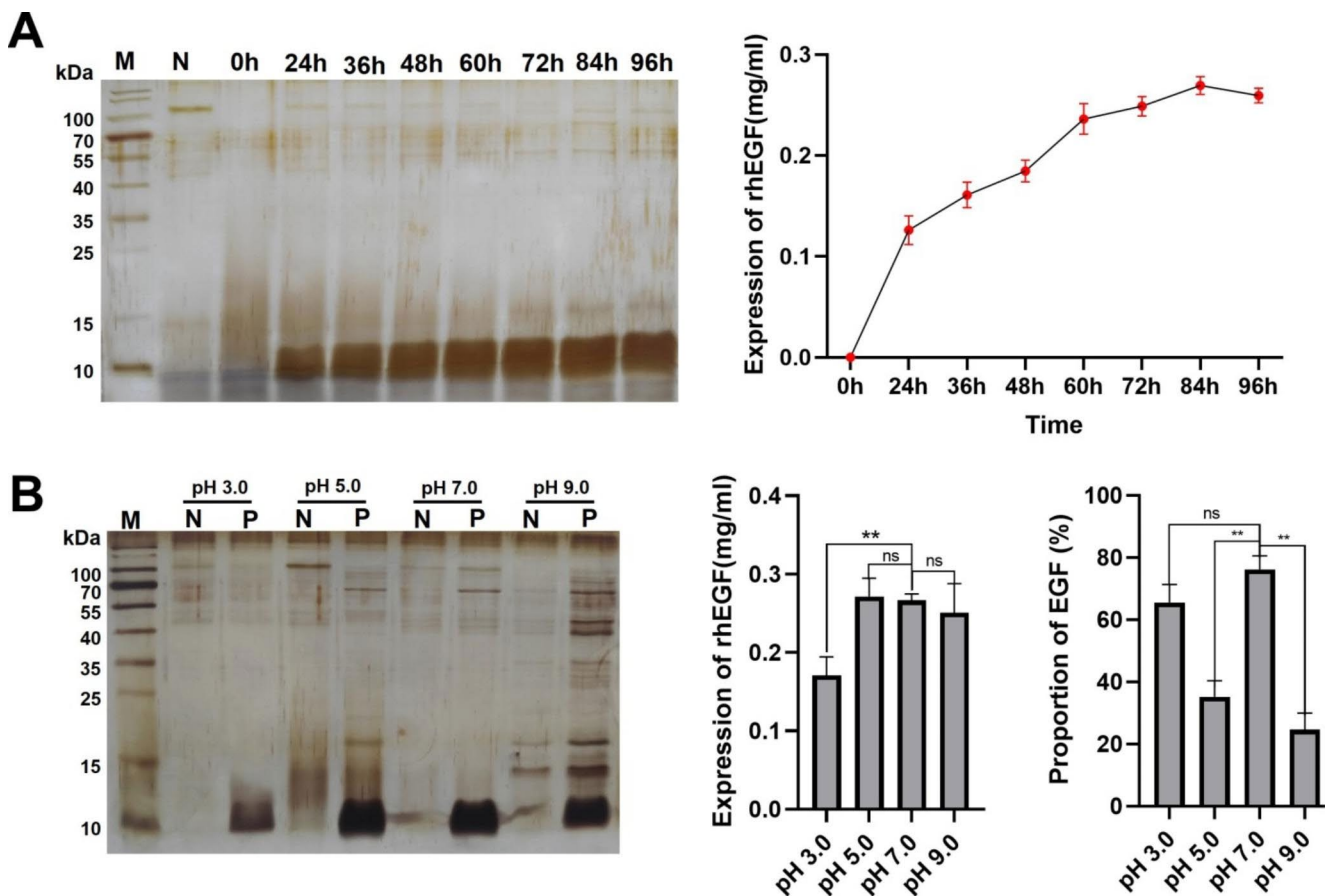 A
M N 0h 24h 36h 48h 60h 72h 84h 96h
kDa
100
70
55
40
35
25
15
10
Expression of rhEGF(mg/ml)
0.3
0.2
0.1
0.0
0h 24h 36h 48h 60h 72h 84h 96h
Time
B
pH 3.0 pH 5.0 pH 7.0 pH 9.0
M N P N P N P N P
kDa
100
70
55
40
35
25
15
10
Expression of rhEGF(mg/ml)
0.4
0.3
0.2
0.1
0.0
**
ns
ns
pH 3.0 pH 5.0 pH 7.0 pH 9.0
Proportion of EGF (%)
100
80
60
40
20
0
ns
**
**
pH 3.0 pH 5.0 pH 7.0 pH 9.0